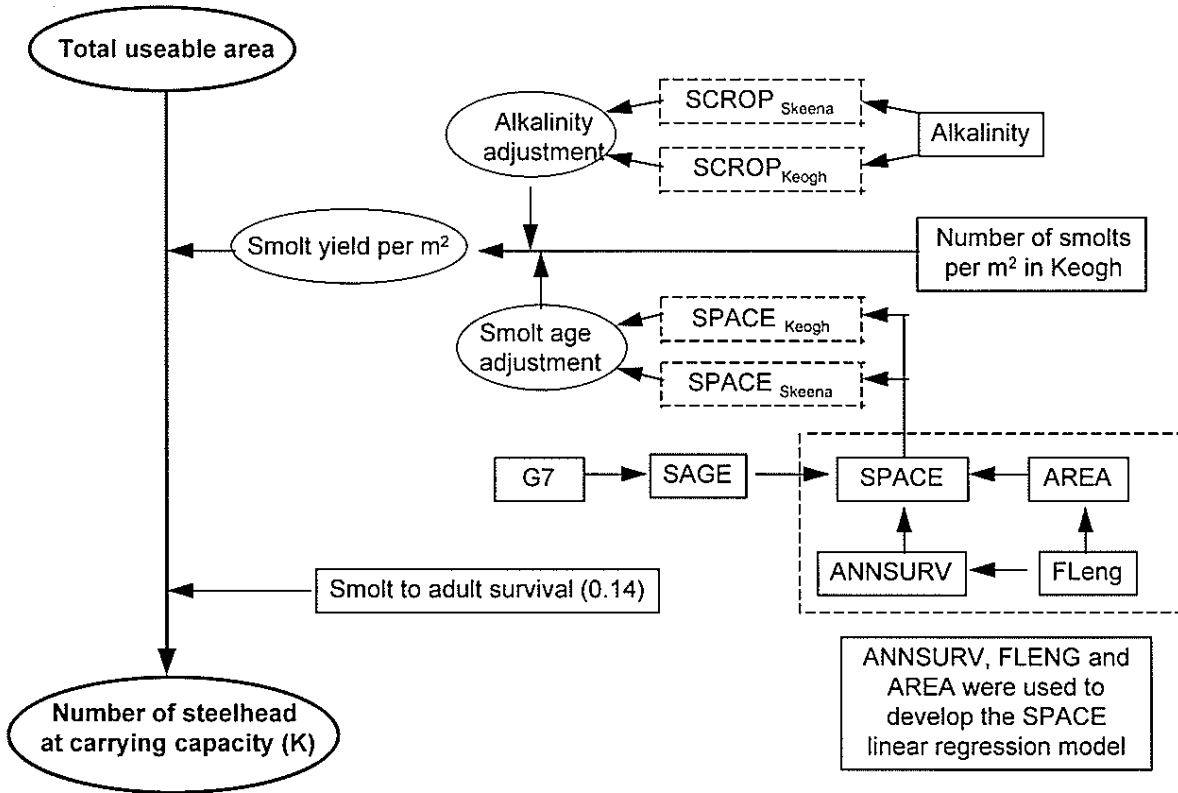 Total useable area
SCROP Skeena
Alkalinity
adjustment
Alkalinity
SCROP Keogh
Smolt yield per m²
Number of smolts
per m² in Keogh
SPACE Keogh
Smolt age
adjustment
SPACE Skeena
G7
SAGE
SPACE
AREA
ANNSURV
FLeng
Smolt to adult survival (0.14)
ANNSURV, FLENG and
AREA were used to
develop the SPACE
linear regression model
Number of steelhead
at carrying capacity (K)